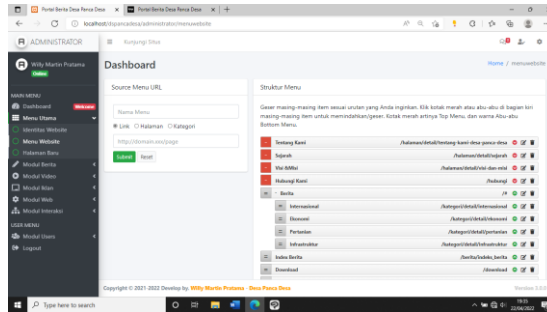 Portal Berita Desa Panca Desa
Portal Berita Desa Panca Desa
localhost/dspancadesa/administrator/menuwebsite
ADMINISTRATOR
Kunjungi Situs
Willy Martin Pratama
Online
Dashboard
Home / menuwebsite
MAIN MENU
Dashboard Welcome
Menu Utama
Identitas Website
Menu Website
Halaman Baru
Modul Berita
Modul Video
Modul Iklan
Modul Web
Modul Interaksi
USER MENU
Modul Users
Logout
Source Menu URL
Nama Menu
Link Halaman Kategori
http://domain.xxx/page
Submit Reset
Struktur Menu
Geser masing-masing item sesuai urutan yang Anda inginkan. Klik kotak merah atau abu-abu di bagian kiri
masing-masing item untuk memindahkan/geser. Kotak merah artinya Top Menu, dan warna Abu-abu
Bottom Menu.
Tentang Kami /halaman/detail/tentang-kami-desa-panca-desa
Sejarah /halaman/detail/sejarah
Visi &Misi /halaman/detail/visi-dan-misi
Hubungi Kami /hubungi
- Berita /#
Internasional /kategori/detail/internasional
Ekonomi /kategori/detail/ekonomi
Pertanian /kategori/detail/pertanian
Infrastruktur /kategori/detail/infrastruktur
Index Berita /berita/indeks_berita
Download /download
Copyright © 2021-2022 Develop by. Willy Martin Pratama - Desa Panca Desa
Version 3.0.0
Type here to search
19:35
22/06/2022